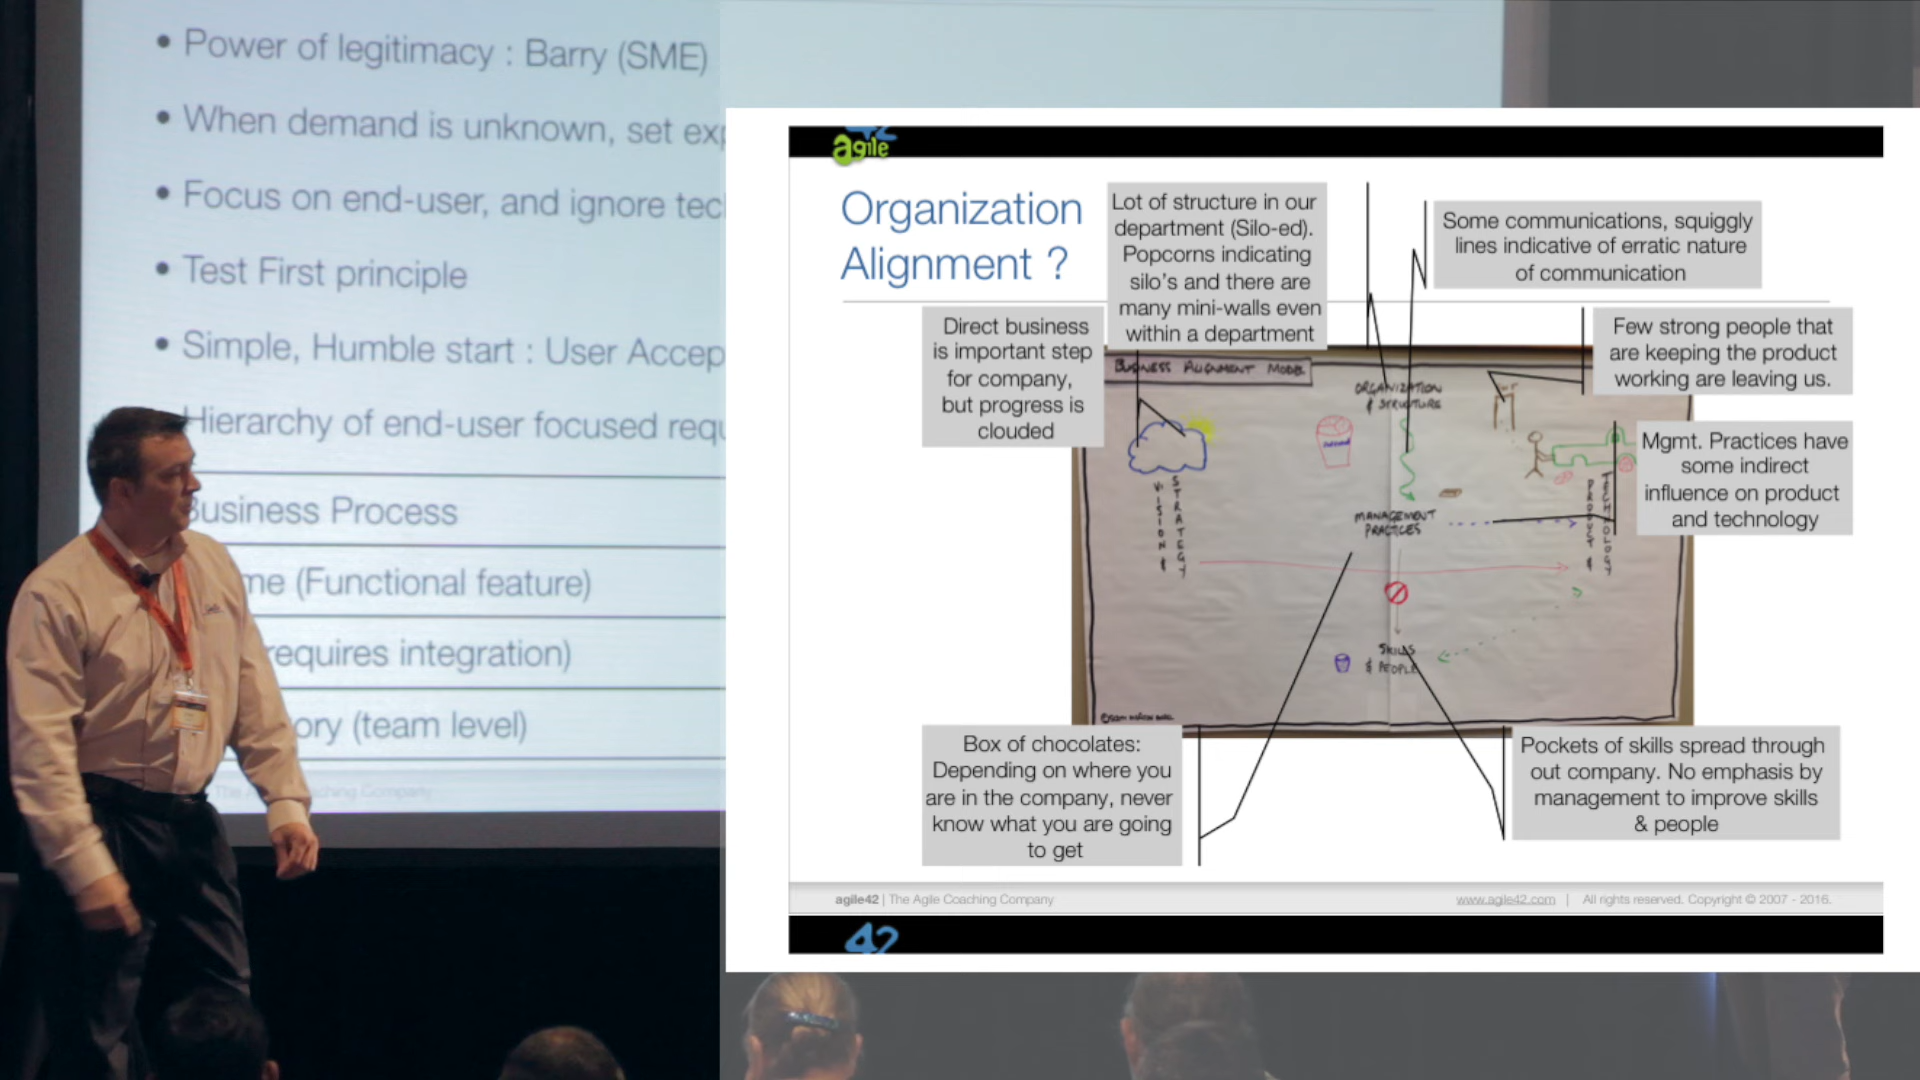 • Power of legitimacy : Barry (SME)
• When demand is unknown, set
• Focus on end-user, and ignore
• Test First principle
• Simple, Humble start : User
Hierarchy of end-user focused
Business Process
(Functional feature)
requires integration)
(team level)
agile
Organization
Alignment ?
Lot of structure in our
department (Silo-ed).
Popcorns indicating
silo's and there are
many mini-walls even
within a department
Some communications, squiggly
lines indicative of erratic nature
of communication
Direct business
is important step
for company,
but progress is
clouded
Few strong people that
are keeping the product
working are leaving us.
Mgmt. Practices have
some indirect
influence on product
and technology
BUSINESS ALIGNMENT MODEL
ORGANIZATION
& STRUCTURE
VISION &
STRATEGY
MANAGEMENT
PRACTICES
PRODUCT &
TECHNOLOGY
SKILLS
& PEOPLE
Box of chocolates:
Depending on where you
are in the company, never
know what you are going
to get
Pockets of skills spread through
out company. No emphasis by
management to improve skills
& people
agile42 | The Agile Coaching Company
www.agile42.com | All rights reserved. Copyright © 2007 - 2016.
42